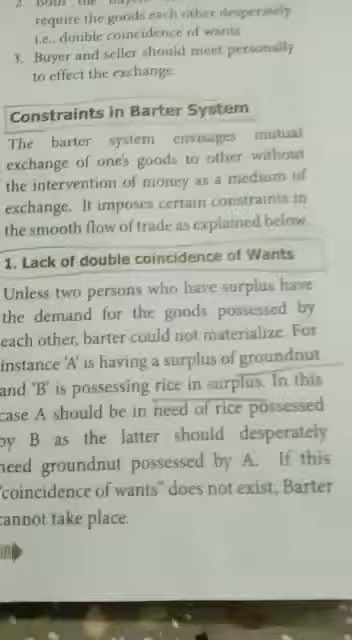 require the goods each other desperately
i.e., double coincidence of wants
3. Buyer and seller should meet personally
to effect the exchange.
Constraints in Barter System
The barter system envisages mutual
exchange of one's goods to other without
the intervention of money as a medium of
exchange. It imposes certain constraints in
the smooth flow of trade as explained below.
1. Lack of double coincidence of Wants
Unless two persons who have surplus have
the demand for the goods possessed by
each other, barter could not materialize. For
instance 'A' is having a surplus of groundnut
and 'B' is possessing rice in surplus. In this
case A should be in need of rice possessed
by B as the latter should desperately
need groundnut possessed by A. If this
"coincidence of wants" does not exist, Barter
cannot take place.